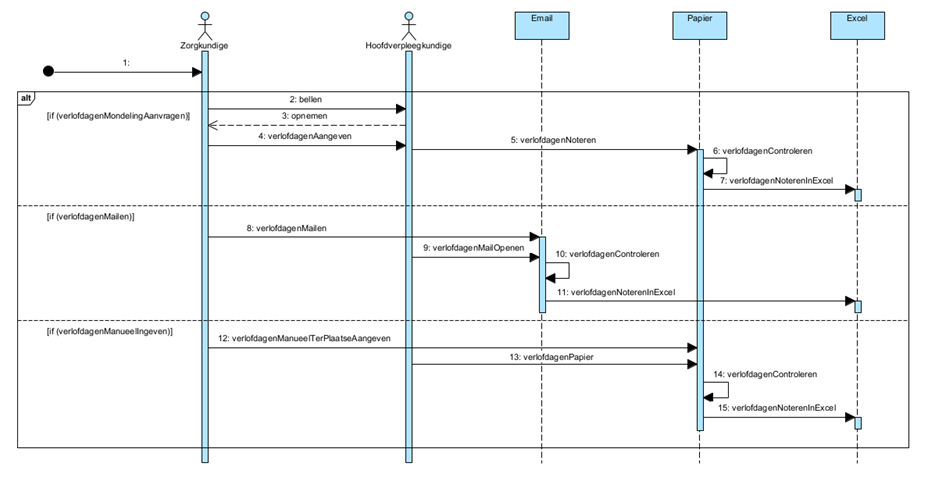 Zorgkundige
Hoofdverpleegkundige
Email
Papier
Excel
1:
alt
[if (verlofdagenMondelingAanvragen)]
2: bellen
3: opnemen
4: verlofdagenAangeven
5: verlofdagenNoteren
6: verlofdagenControleren
7: verlofdagenNoterenInExcel
[if (verlofdagenMailen)]
8: verlofdagenMailen
9: verlofdagenMailOpenen
10: verlofdagenControleren
11: verlofdagenNoterenInExcel
[if (verlofdagenManueelIngeven)]
12: verlofdagenManueelTerPlaatseAangeven
13: verlofdagenPapier
14: verlofdagenControleren
15: verlofdagenNoterenInExcel